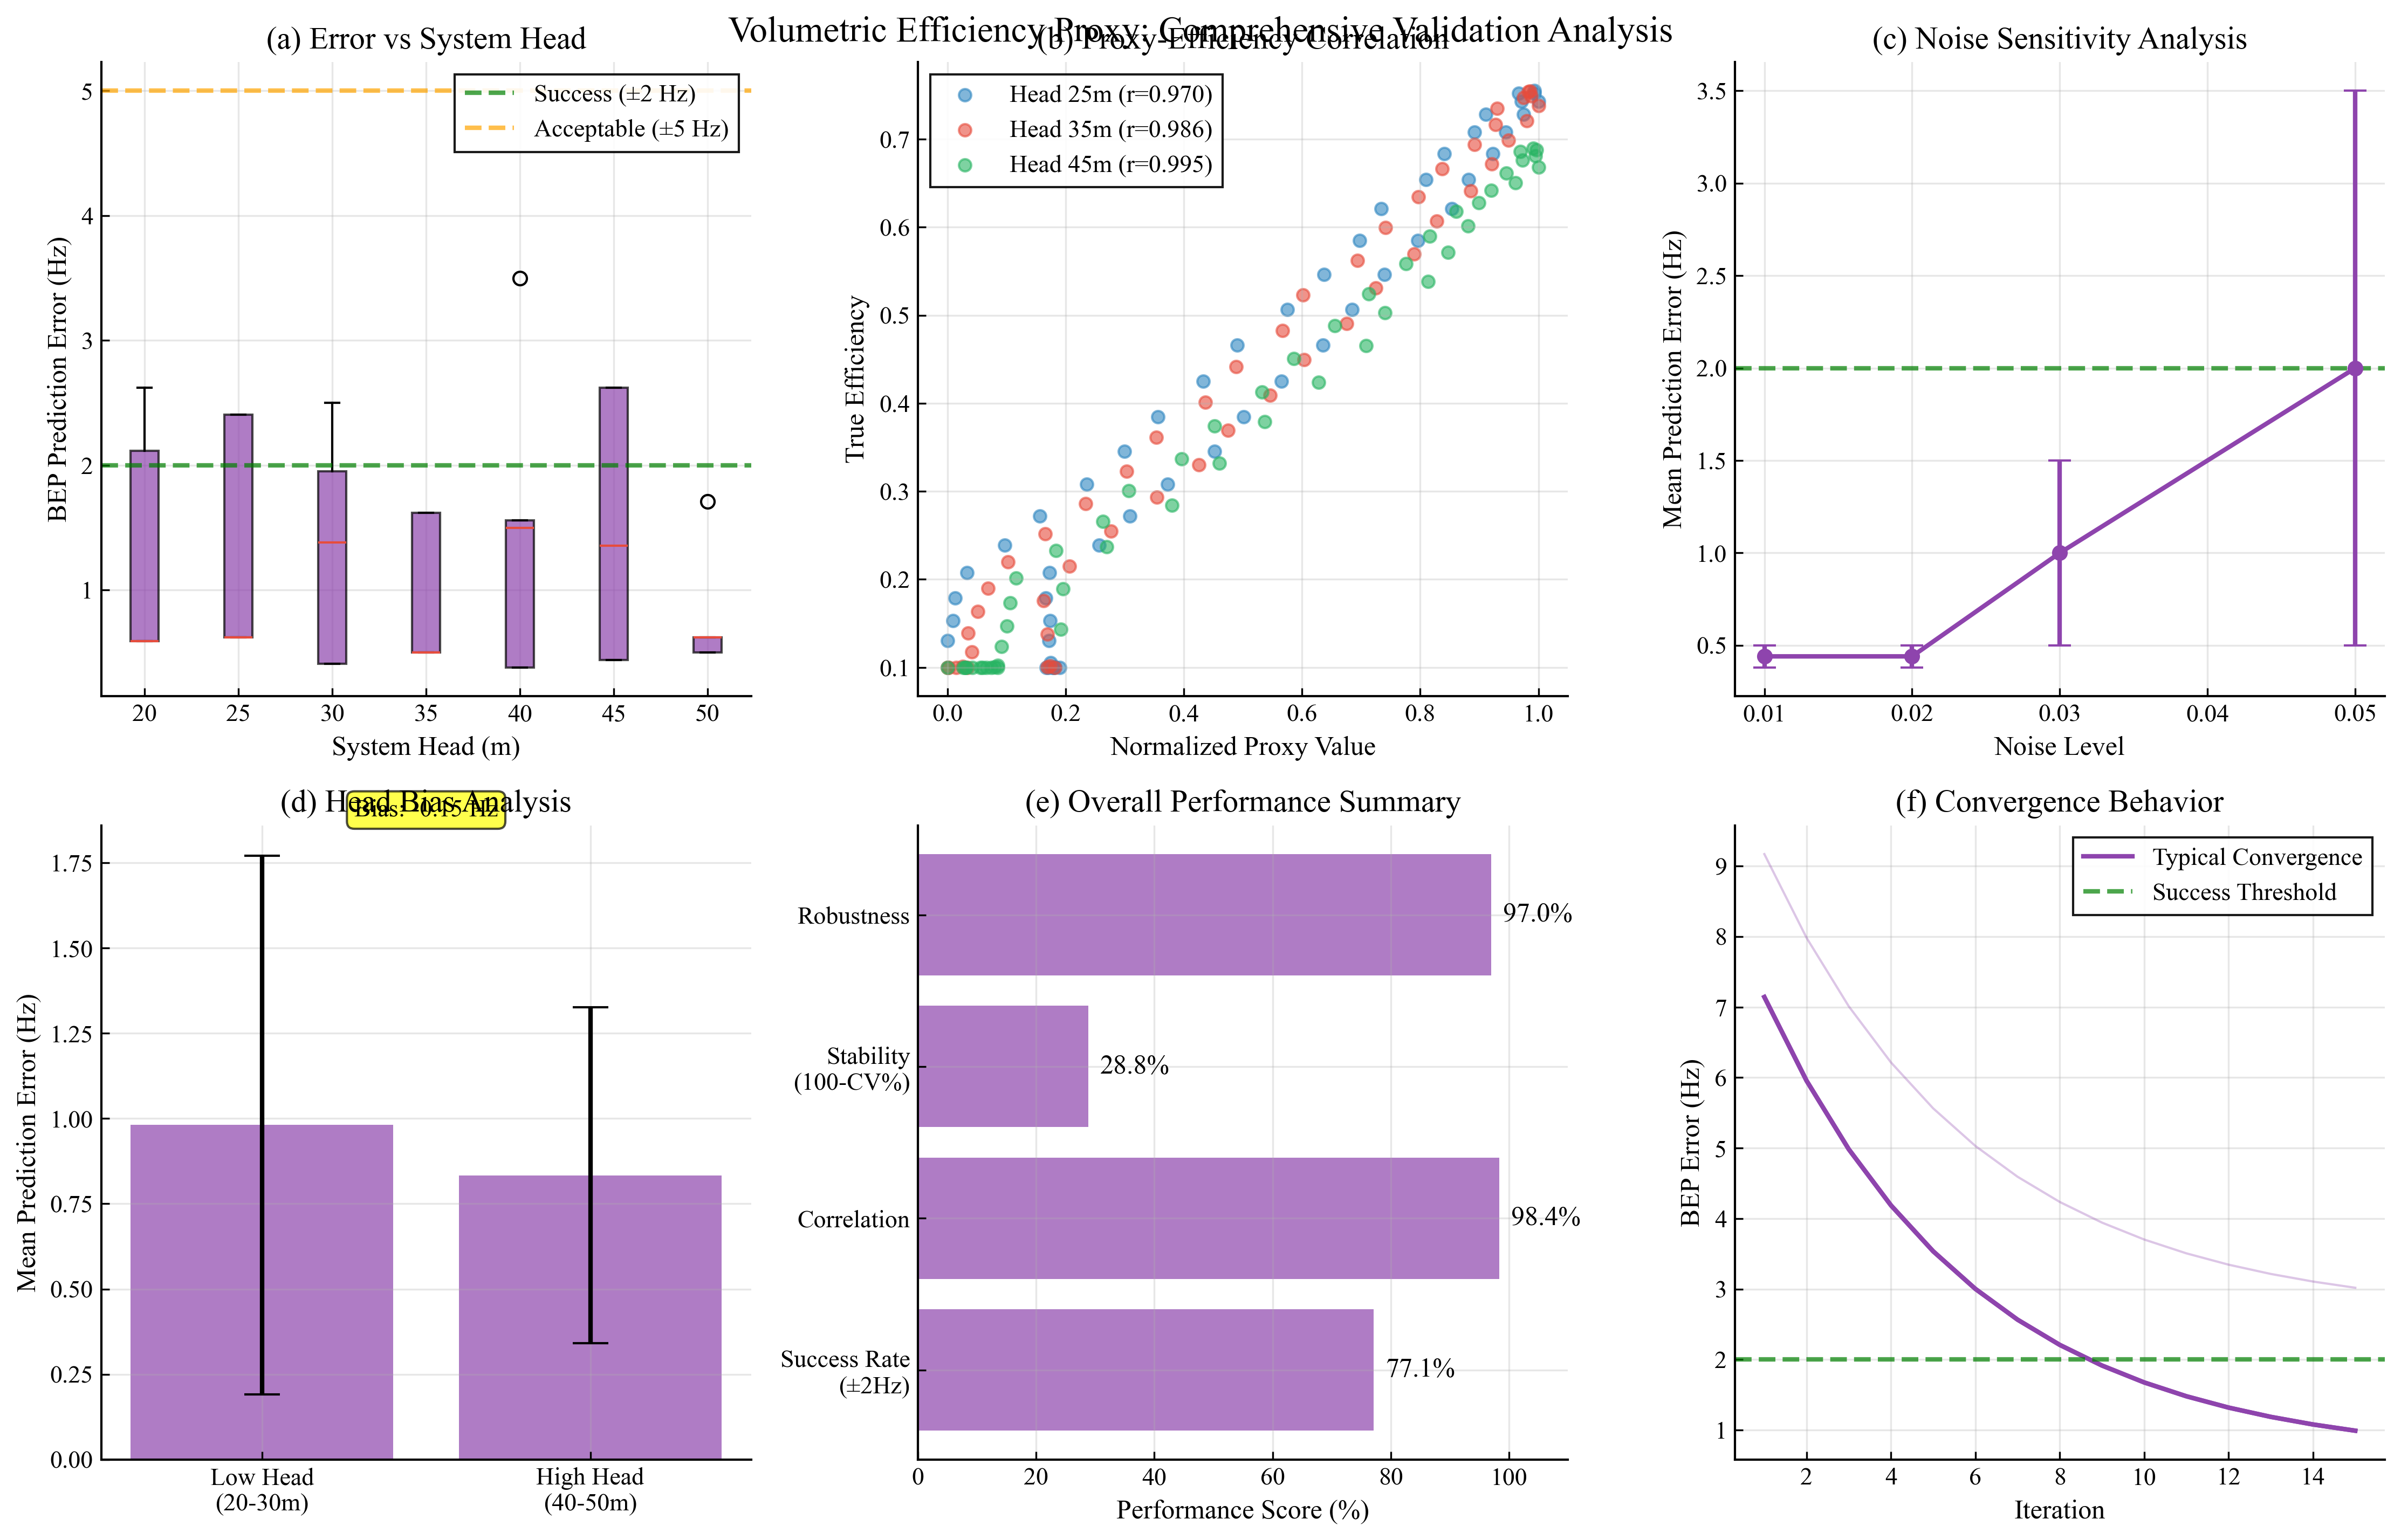 Volumetric Efficiency Proxy: Comprehensive Validation Analysis
(a) Error vs System Head
5
4
3
2
1
BEP Prediction Error (Hz)
Success (±2 Hz)
Acceptable (±5 Hz)
20 25 30 35 40 45 50
System Head (m)
(b) Proxy-Efficiency Correlation
Head 25m (r=0.970)
Head 35m (r=0.986)
Head 45m (r=0.995)
0.7
0.6
0.5
0.4
0.3
0.2
0.1
True Efficiency
0.0 0.2 0.4 0.6 0.8 1.0
Normalized Proxy Value
(c) Noise Sensitivity Analysis
3.5
3.0
2.5
2.0
1.5
1.0
0.5
Mean Prediction Error (Hz)
0.01 0.02 0.03 0.04 0.05
Noise Level
(d) Head Bias Analysis
0.15 Hz
1.75
1.50
1.25
1.00
0.75
0.50
0.25
0.00
Mean Prediction Error (Hz)
Low Head
(20-30m)
High Head
(40-50m)
(e) Overall Performance Summary
Robustness
97.0%
Stability
(100-CV%)
28.8%
Correlation
98.4%
Success Rate
(±2Hz)
77.1%
0 20 40 60 80 100
Performance Score (%)
(f) Convergence Behavior
Typical Convergence
Success Threshold
9
8
7
6
5
4
3
2
1
BEP Error (Hz)
2 4 6 8 10 12 14
Iteration